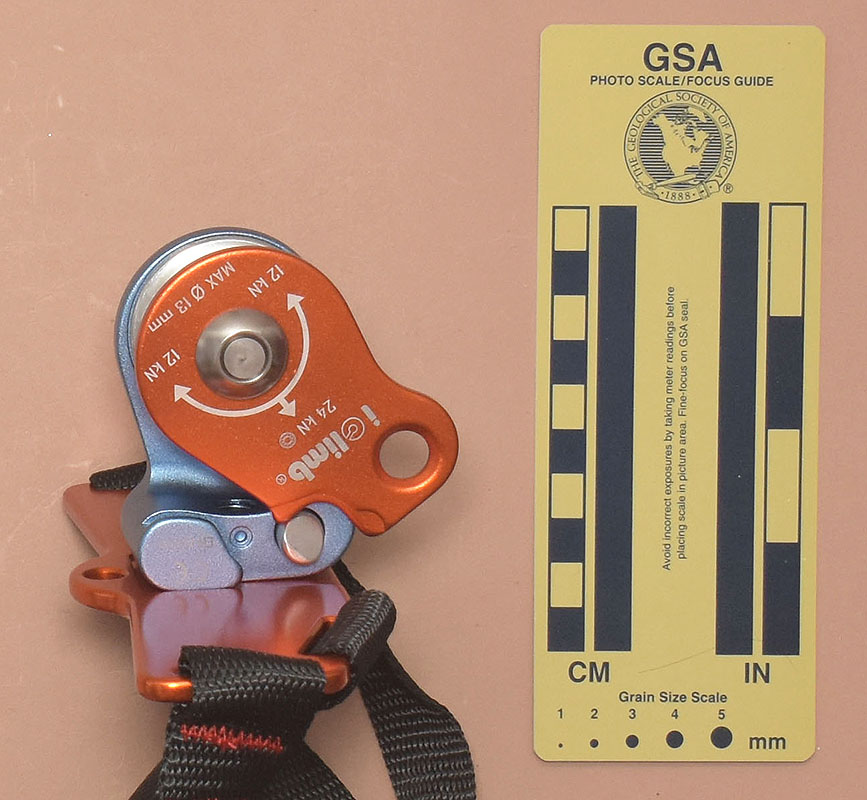 GSA
PHOTO SCALE/FOCUS GUIDE
THE GEOLOGICAL SOCIETY OF AMERICA
·1888·
®
Avoid incorrect exposures by taking meter readings before
placing scale in picture area. Fine-focus on GSA seal.
CM
IN
Grain Size Scale
1 2 3 4 5
mm
MAX Ø 13 mm
12 kN
12 kN
24 kN
iClimb